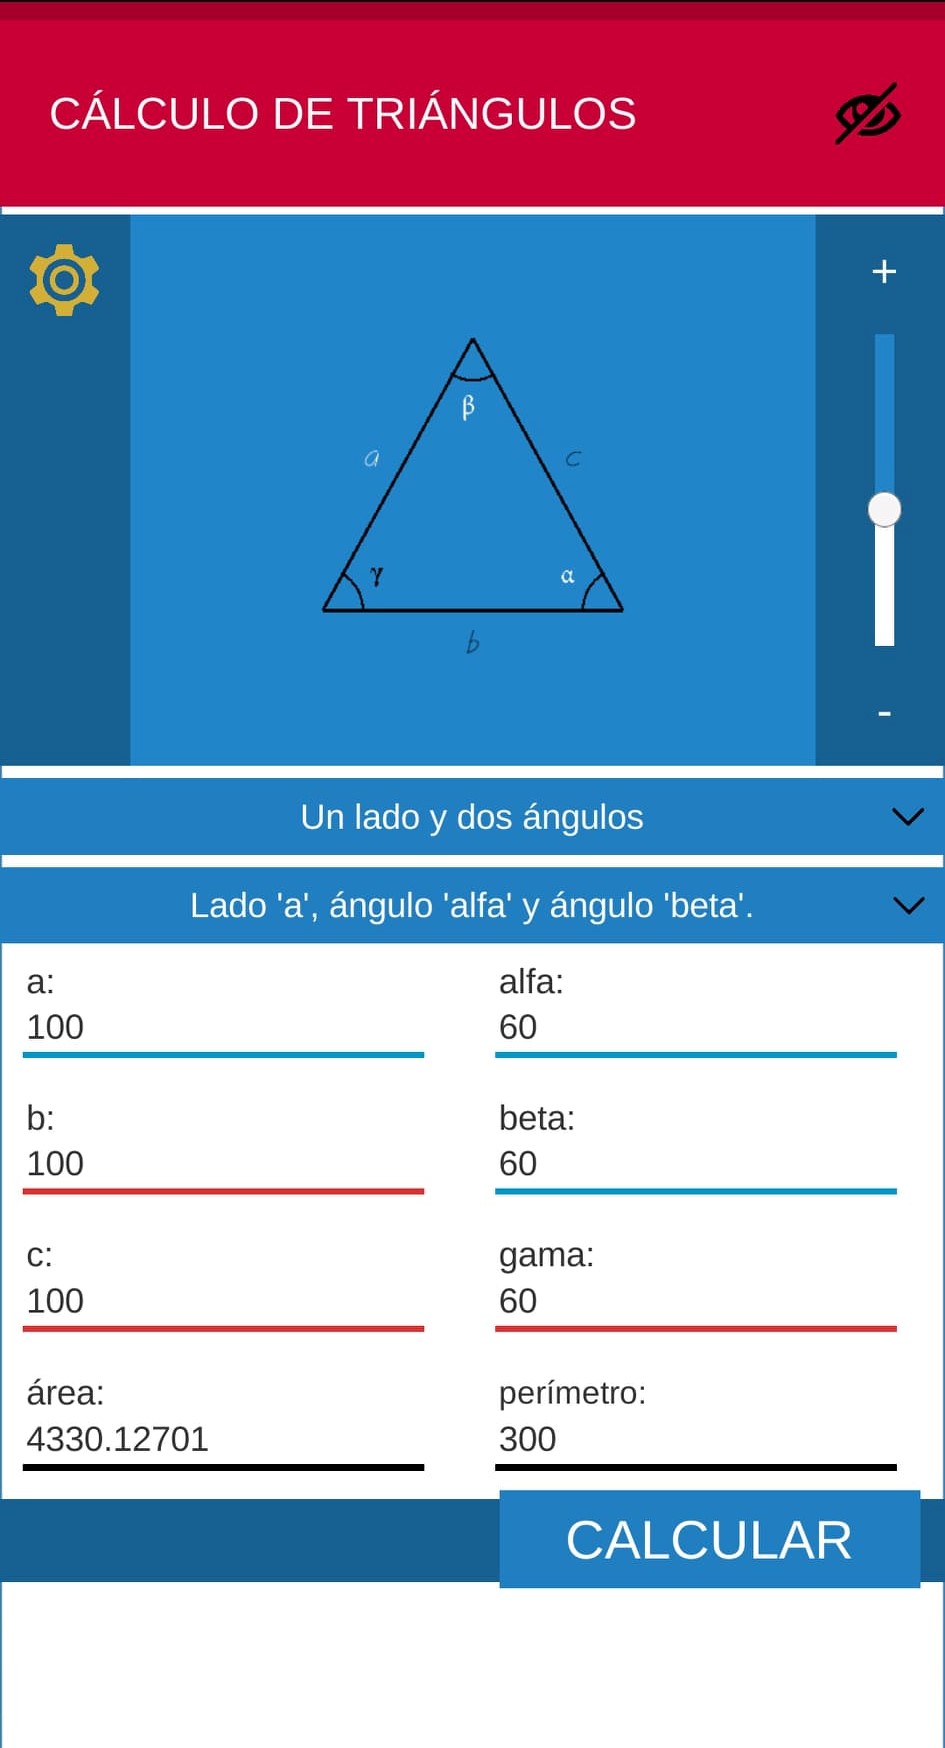 CÁLCULO DE TRIÁNGULOS
+
β
a
c
γ
α
b
-
Un lado y dos ángulos
Lado 'a', ángulo 'alfa' y ángulo 'beta'.
a:
100
alfa:
60
b:
100
beta:
60
c:
100
gama:
60
área:
4330.12701
perímetro:
300
CALCULAR